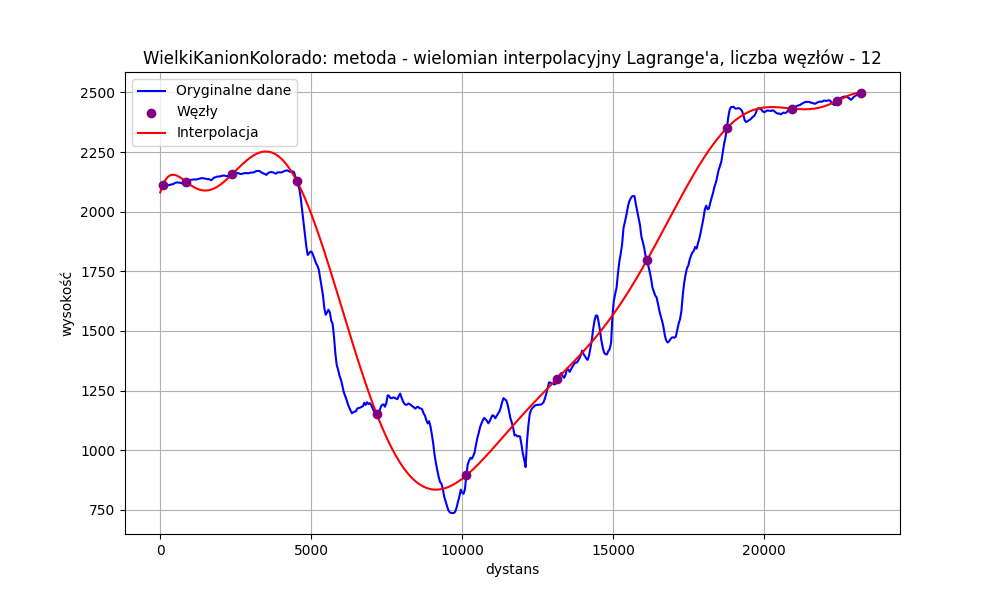 WielkiKanionKolorado: metoda - wielomian interpolacyjny Lagrange'a, liczba węzłów - 12
Oryginalne dane
Węzły
Interpolacja
2500
2250
2000
1750
1500
1250
1000
750
wysokość
0
5000
10000
15000
20000
dystans